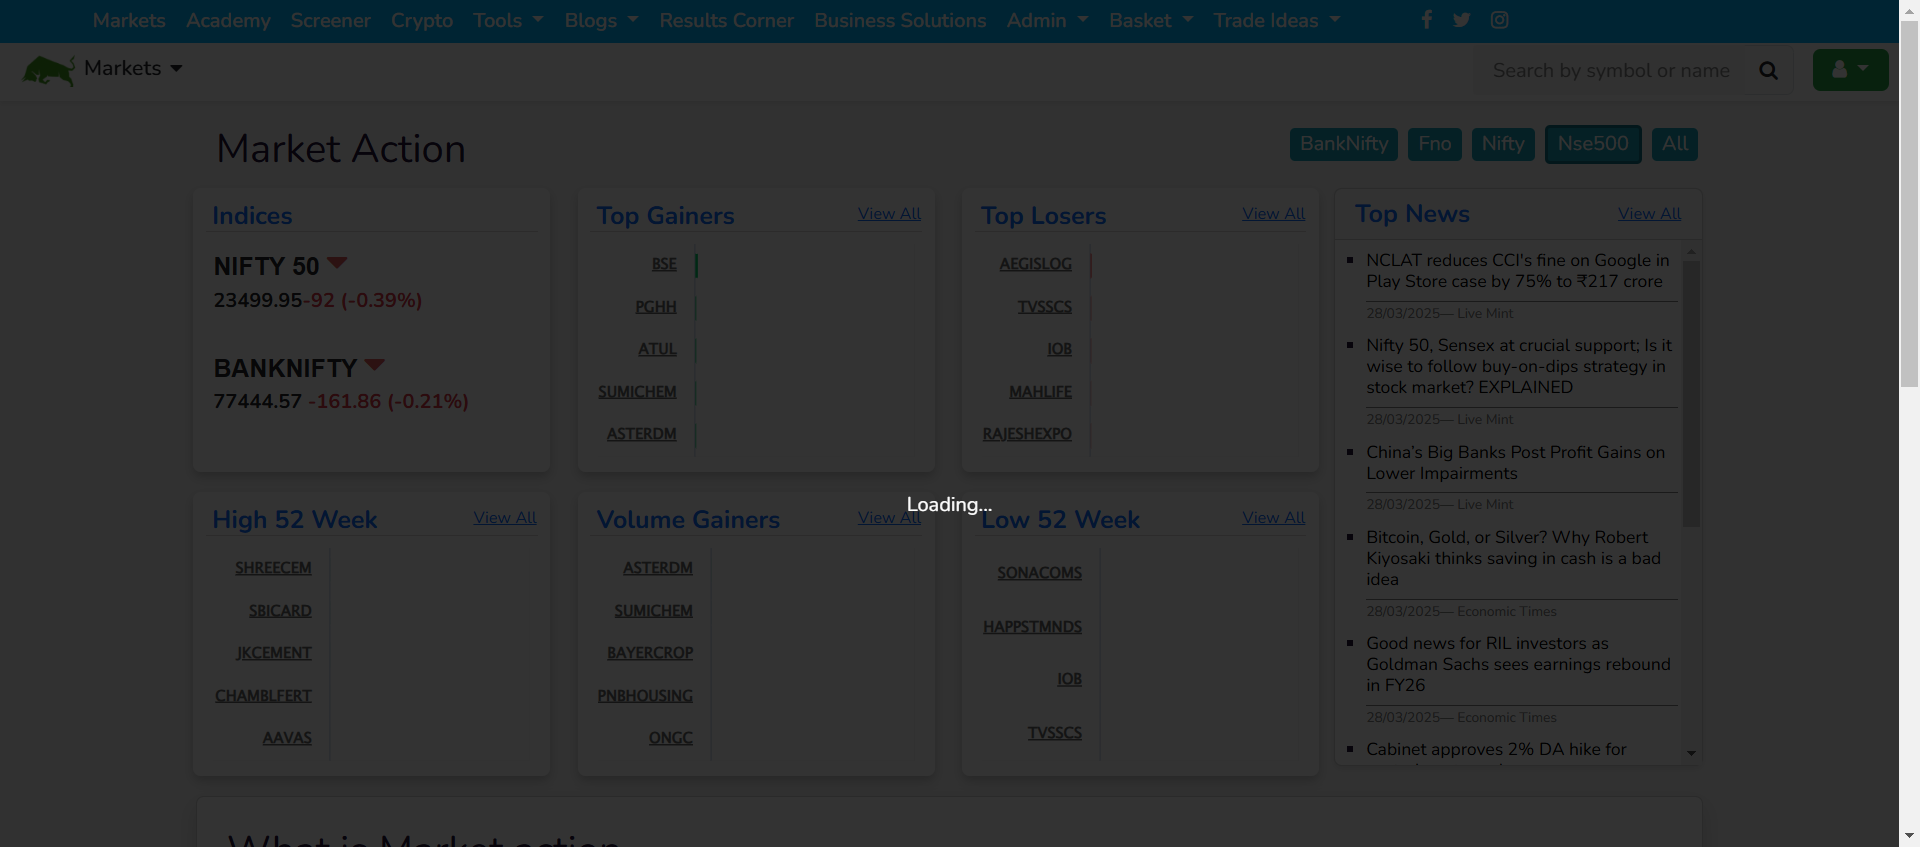 Markets Academy Screener Crypto Tools Blogs Results Corner Business Solutions Admin Basket Trade Ideas
Markets
Search by symbol or name
Market Action
BankNifty Fno Nifty Nse500 All
Indices
NIFTY 50
23499.95-92 (-0.39%)
BANKNIFTY
77444.57 -161.86 (-0.21%)
Top Gainers View All
BSE
PGHH
ATUL
SUMICHEM
ASTERDM
Top Losers View All
AEGISLOG
TVSSCS
IOB
MAHLIFE
RAJESHEXPO
Top News View All
NCLAT reduces CCI's fine on Google in
Play Store case by 75% to ₹217 crore
28/03/2025— Live Mint
Nifty 50, Sensex at crucial support; Is it
wise to follow buy-on-dips strategy in
stock market? EXPLAINED
28/03/2025— Live Mint
China's Big Banks Post Profit Gains on
Lower Impairments
28/03/2025— Live Mint
Bitcoin, Gold, or Silver? Why Robert
Kiyosaki thinks saving in cash is a bad
idea
28/03/2025— Economic Times
Good news for RIL investors as
Goldman Sachs sees earnings rebound
in FY26
28/03/2025— Economic Times
Cabinet approves 2% DA hike for
Loading...
High 52 Week View All
SHREECEM
SBICARD
JKCEMENT
CHAMBLFERT
AAVAS
Volume Gainers View All
ASTERDM
SUMICHEM
BAYERCROP
PNBHOUSING
ONGC
Low 52 Week View All
SONACOMS
HAPPSTMNDS
IOB
TVSSCS
What is Market action